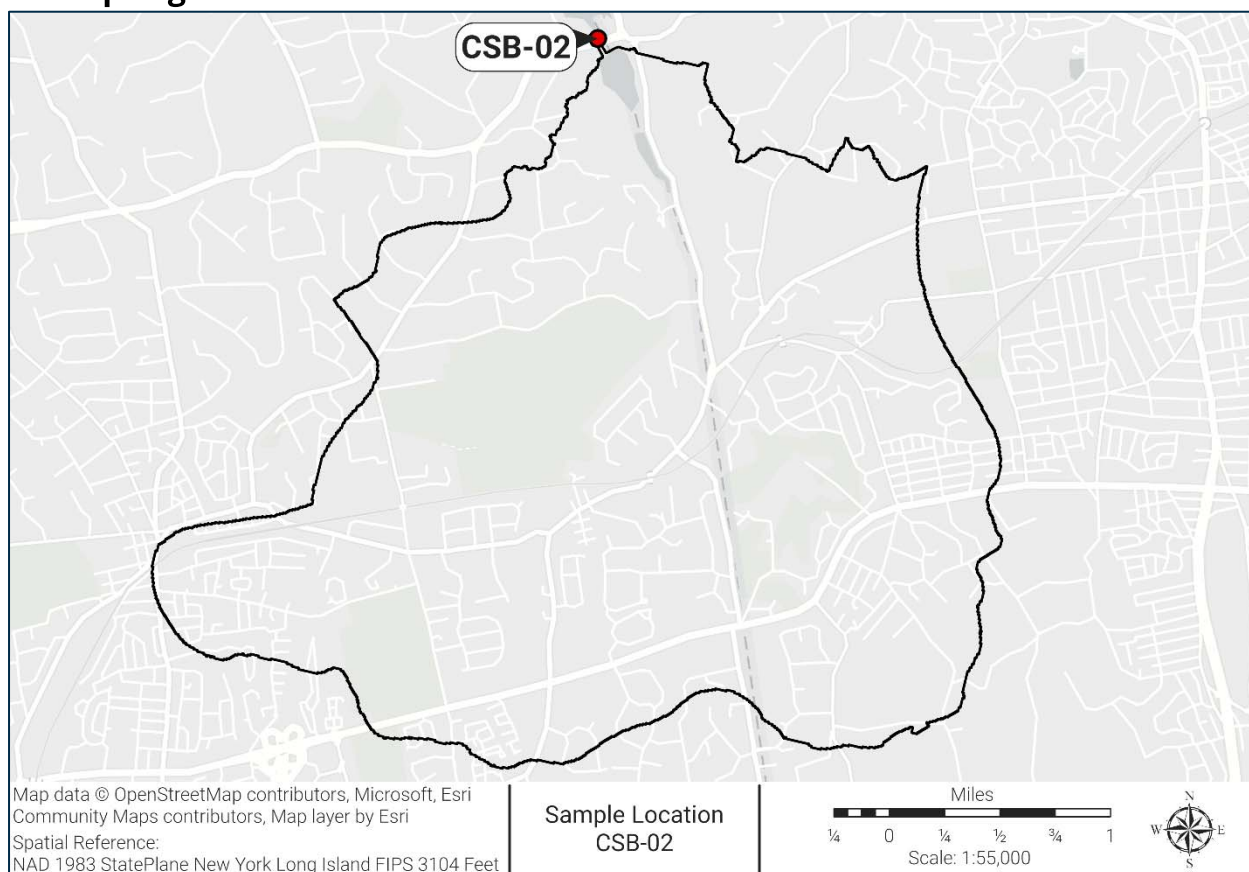 CSB-02
Map data © OpenStreetMap contributors, Microsoft, Esri
Community Maps contributors, Map layer by Esri
Spatial Reference:
NAD 1983 StatePlane New York Long Island FIPS 3104 Feet
Sample Location
CSB-02
Miles
¼ 0 ¼ ½ ¾ 1
Scale: 1:55,000
N
W E
S